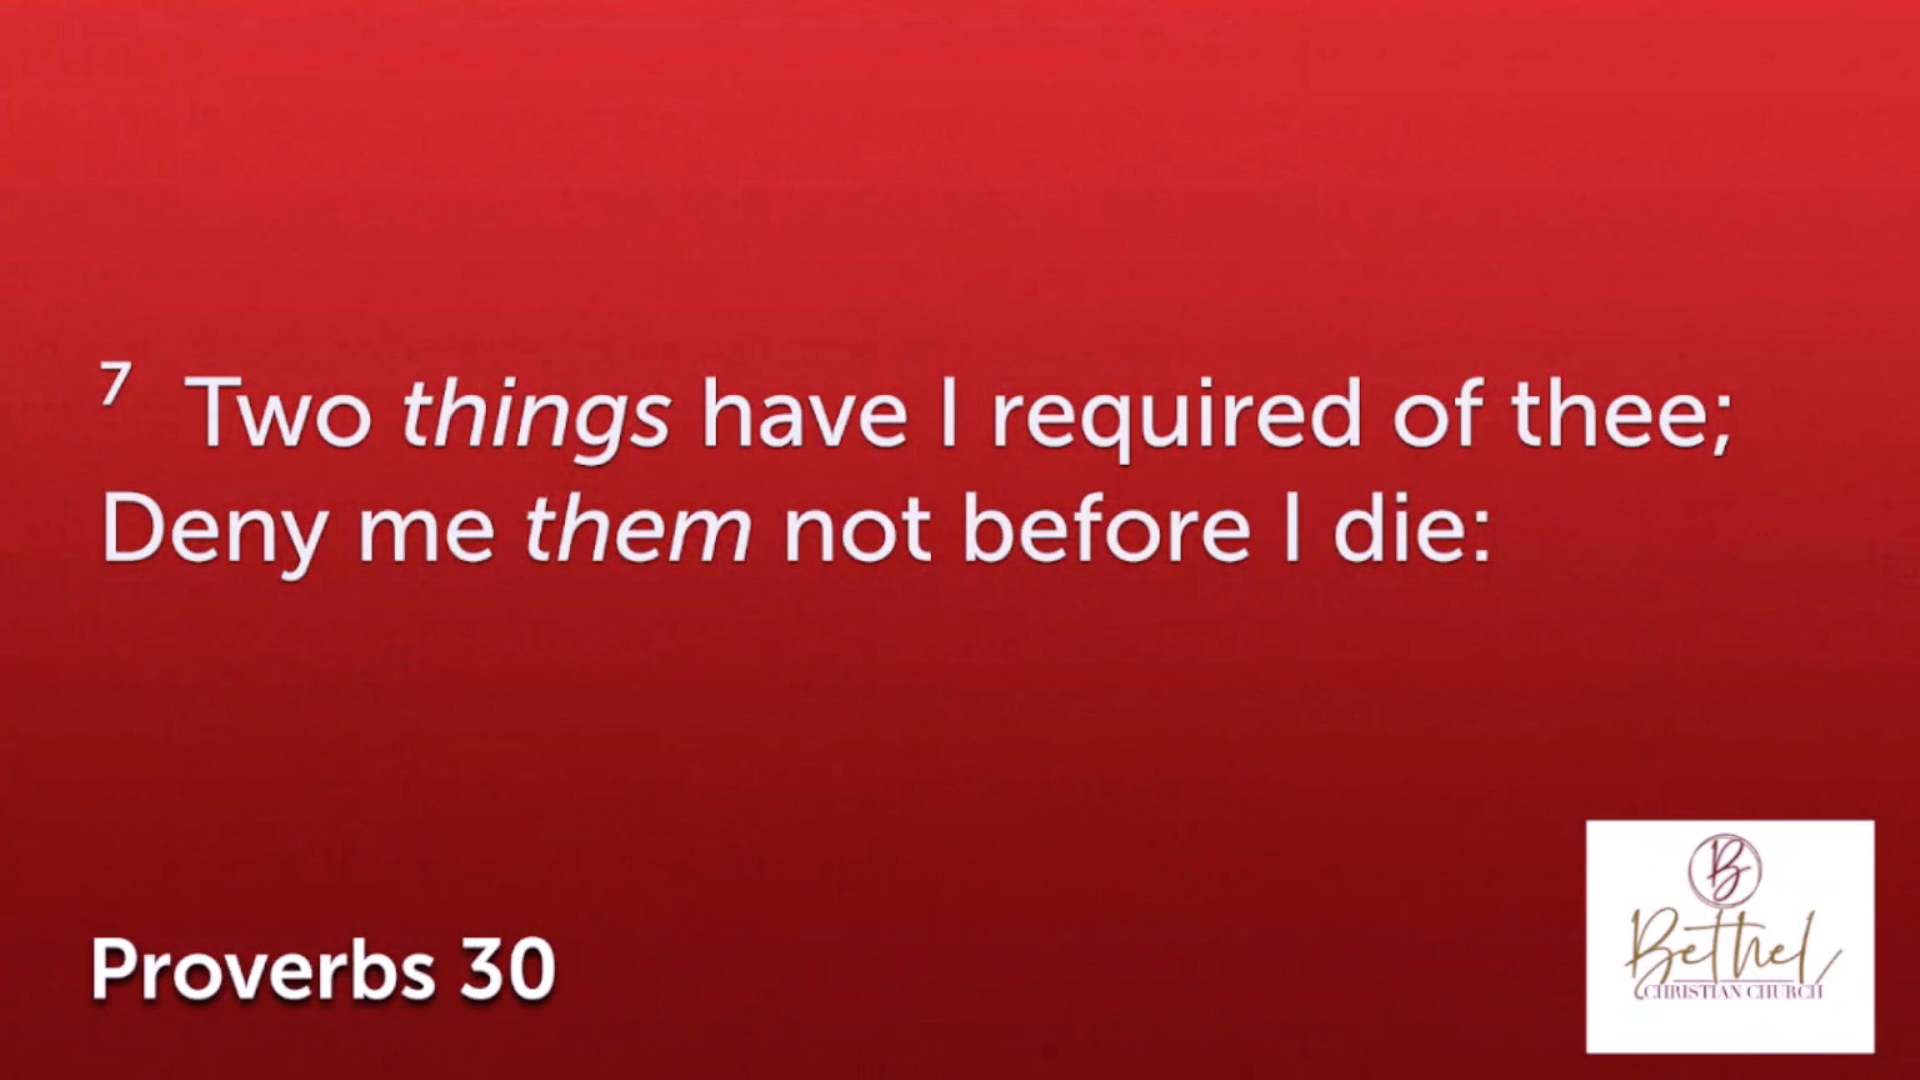 7 Two things have I required of thee;
Deny me them not before I die:
Proverbs 30
B
Bethel
CHRISTIAN CHURCH